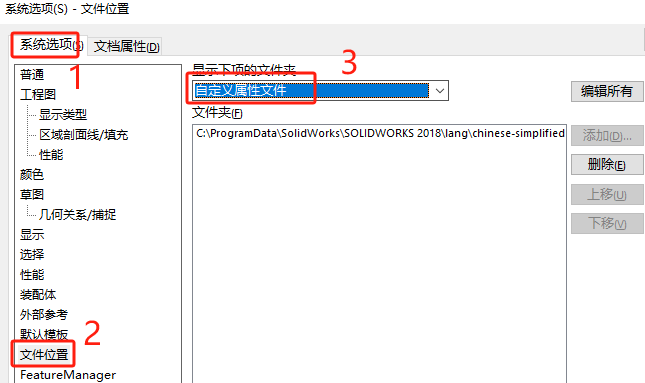 系统选项(S) - 文件位置
系统选项(S) 文档属性(D)
1
3
普通
工程图
显示类型
区域剖面线/填充
性能
颜色
草图
几何关系/捕捉
显示
选择
性能
装配体
外部参考
默认模板
文件位置
2
FeatureManager
显示下项的文件夹
自定义属性文件
文件夹(F)
C:\ProgramData\SolidWorks\SOLIDWORKS 2018\lang\chinese-simplified
编辑所有
添加(D)...
删除(E)
上移(U)
下移(V)